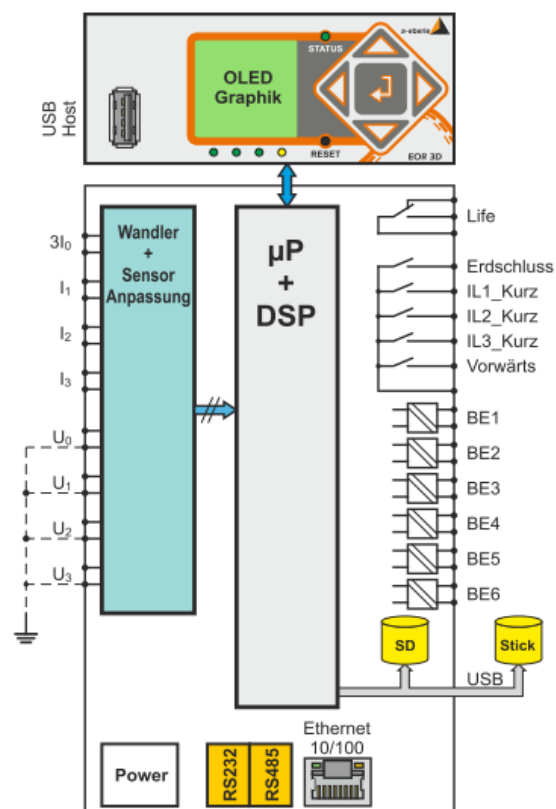 a-eberle
STATUS
OLED
Graphik
USB
Host
RESET
EOR 3D
Wandler
+
Sensor
Anpassung
µP
+
DSP
3I₀
I₁
I₂
I₃
U₀
U₁
U₂
U₃
Life
Erdschluss
IL1_Kurz
IL2_Kurz
IL3_Kurz
Vorwärts
BE1
BE2
BE3
BE4
BE5
BE6
SD
Stick
USB
Power
RS232
RS485
Ethernet
10/100